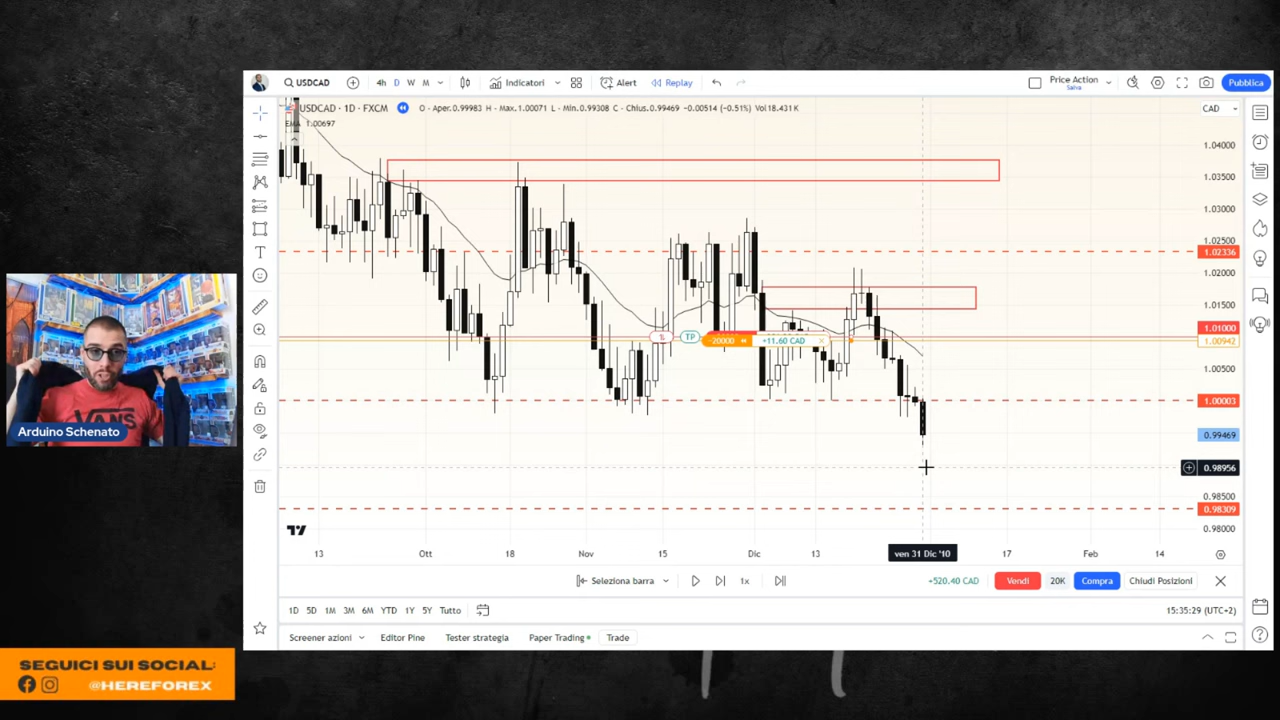 USDCAD
4h D W M
Indicatori
Alert
Replay
Price Action
Salva
Pubblica
USDCAD · 1D · FXCM
O - Aper.0.99983 H - Max.1.00071 L - Min.0.99308 C - Chius.0.99469 −0.00514 (−0.51%) Vol18.431 K
EMA 1.00697
CAD
1.04000
1.03500
1.03000
1.02500
1.02336
1.02000
1.01500
1.01000
1.00942
TP
-20000
+11.60 CAD
1.00500
1.00003
0.99469
0.98956
0.98500
0.98309
0.98000
VANS
Arduino Schenato
13 Ott 18 Nov 15 Dic 13 ven 31 Dic '10 17 Feb 14
Seleziona barra
1x
+520.40 CAD
Vendi
20K
Compra
Chiudi Posizioni
1D 5D 1M 3M 6M YTD 1Y 5Y Tutto
15:35:29 (UTC+2)
Screener azioni
Editor Pine
Tester strategia
Paper Trading
Trade
SEGUICI SUI SOCIAL:
@HEREFOREX